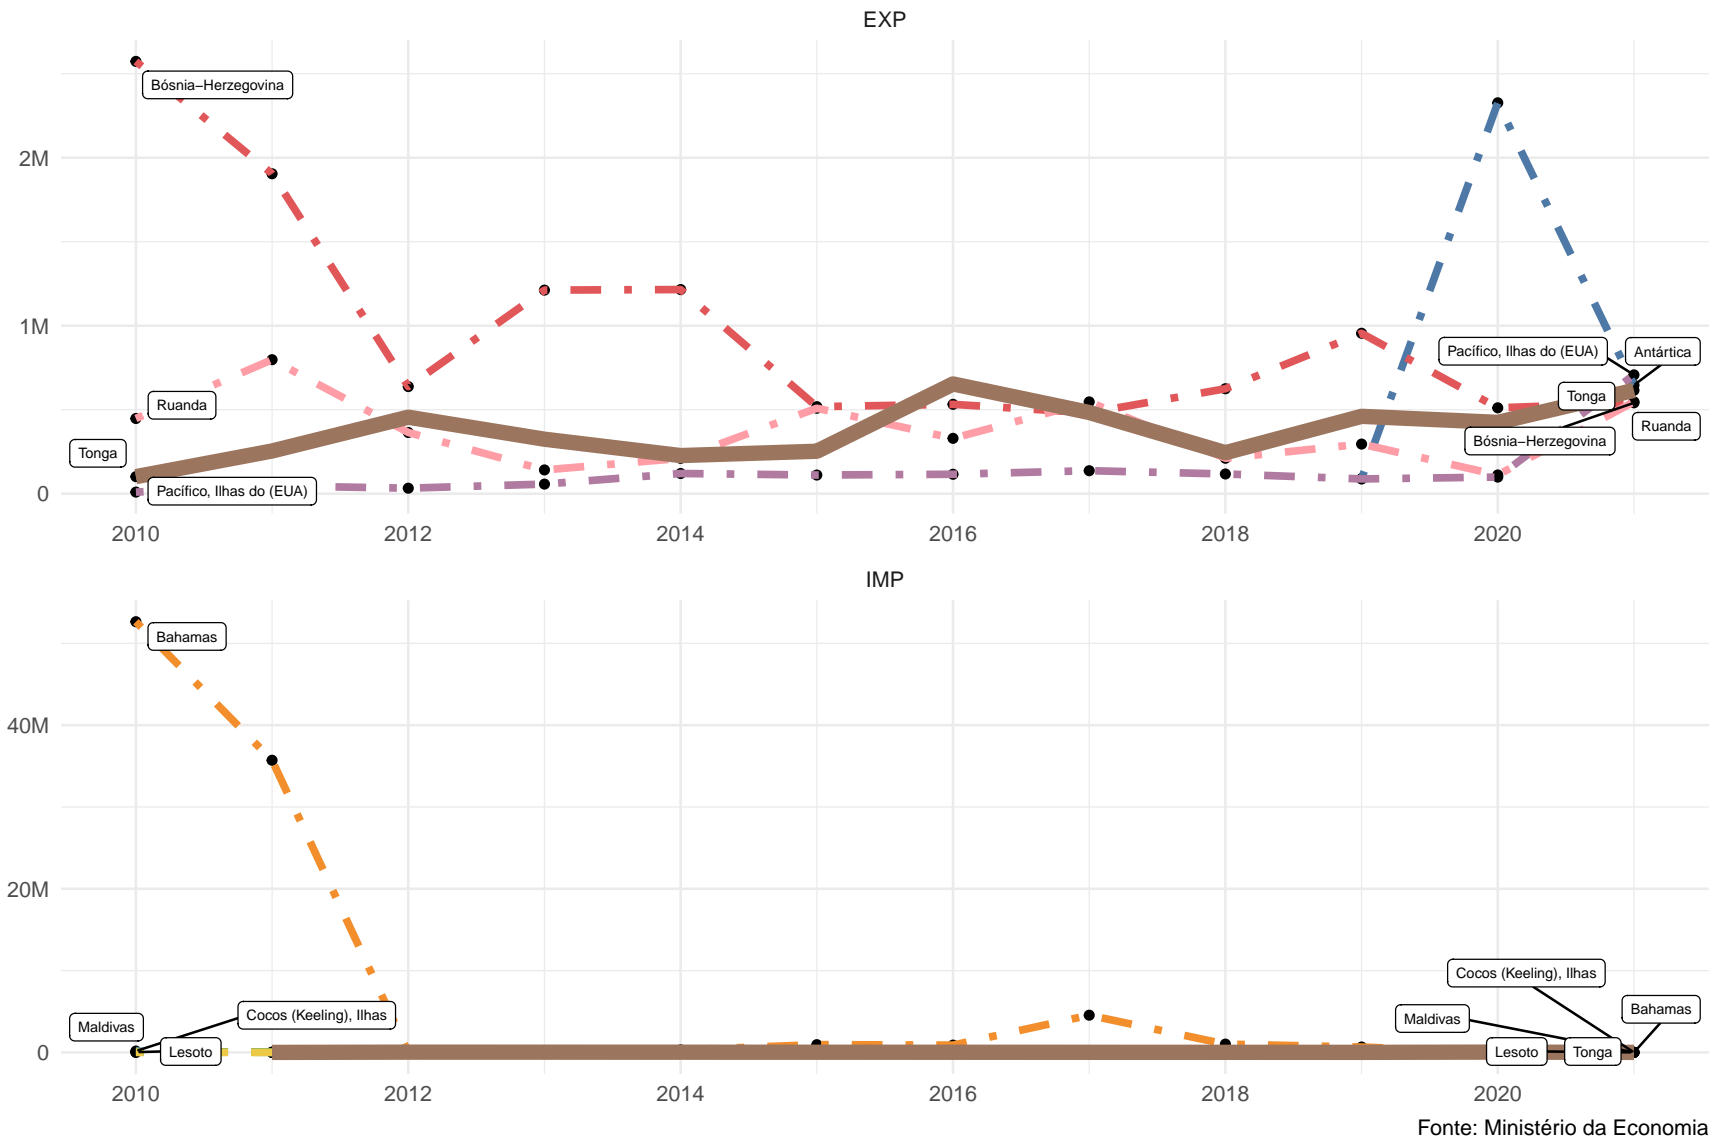 EXP
2M
1M
0
Bósnia–Herzegovina
Ruanda
Tonga
Pacífico, Ilhas do (EUA)
Pacífico, Ilhas do (EUA)
Antártica
Tonga
Ruanda
Bósnia–Herzegovina
2010 2012 2014 2016 2018 2020
IMP
40M
20M
0
Bahamas
Cocos (Keeling), Ilhas
Maldivas
Lesoto
Cocos (Keeling), Ilhas
Bahamas
Maldivas
Lesoto
Tonga
2010 2012 2014 2016 2018 2020
Fonte: Ministério da Economia